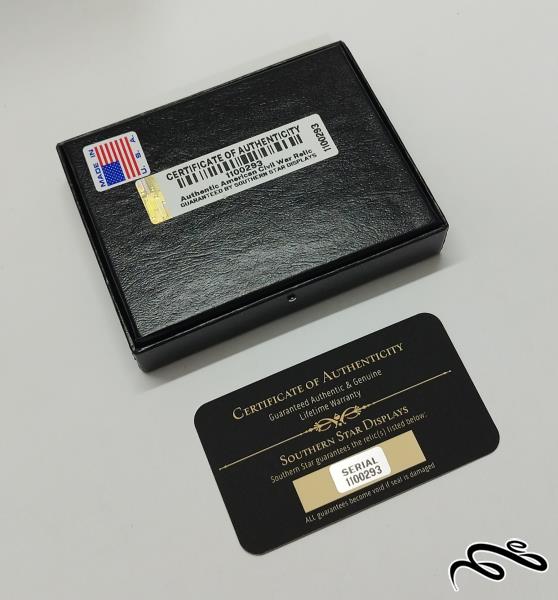 MADE IN
U. S. A
CERTIFICATE OF AUTHENTICITY
1100293
1100293
Authentic American Civil War Relic
GUARANTEED BY SOUTHERN STAR DISPLAYS
CERTIFICATE OF AUTHENTICITY
Guaranteed Authentic & Genuine
Lifetime Warranty
SOUTHERN STAR DISPLAYS
Southern Star guarantees the relic(s) listed below:
SERIAL
1100293
ALL guarantees become void if seal is damaged